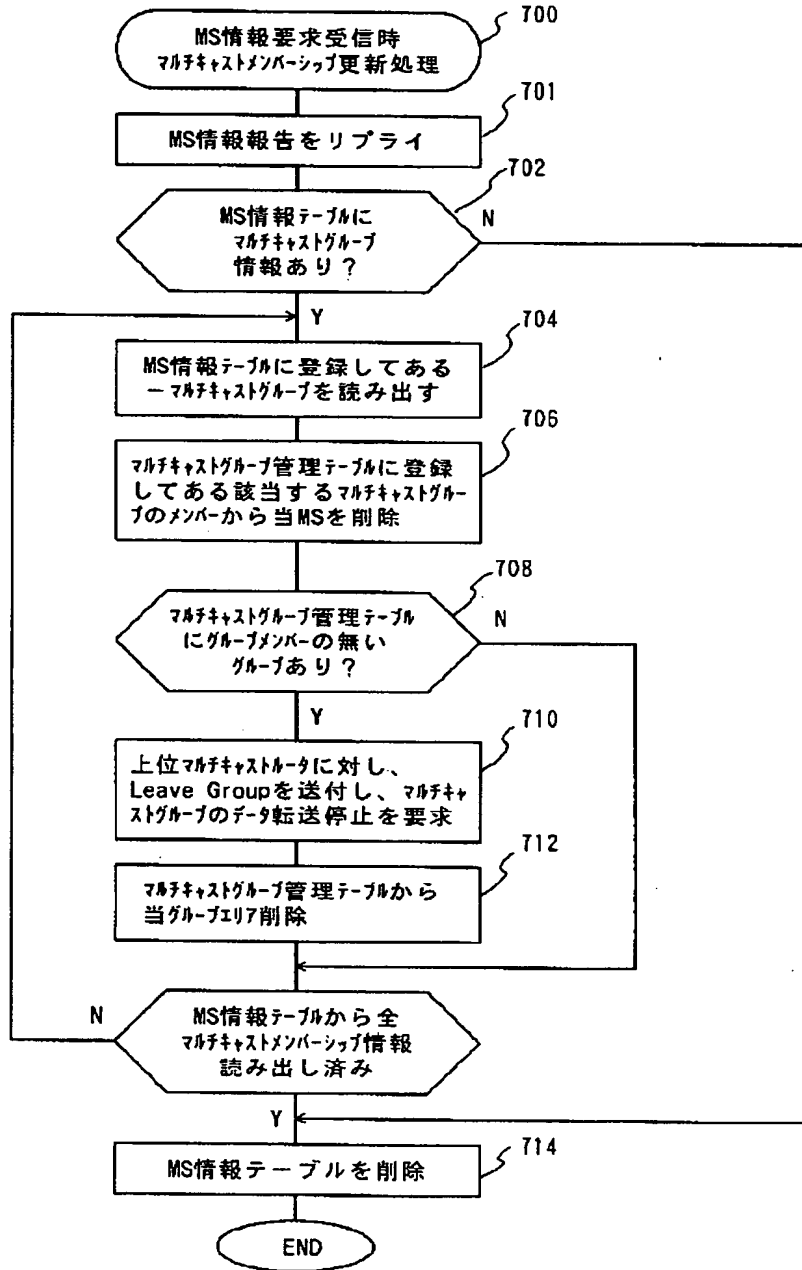 MS情報要求受信時
マルチキャストメンバーシップ更新処理
700
MS情報報告をリプライ
701
702
MS情報テーブルに
マルチキャストグループ
情報あり？
N
Y
704
MS情報テーブルに登録してある
一マルチキャストグループを読み出す
706
マルチキャストグループ管理テーブルに登録
してある該当するマルチキャストグルー
プのメンバーから当MSを削除
708
マルチキャストグループ管理テーブル
にグループメンバーの無い
グループあり？
N
Y
710
上位マルチキャストルータに対し、
Leave Groupを送付し、マルチキャ
ストグループのデータ転送停止を要求
712
マルチキャストグループ管理テーブルから
当グループエリア削除
N
MS情報テーブルから全
マルチキャストメンバーシップ情報
読み出し済み
Y
714
MS情報テーブルを削除
END